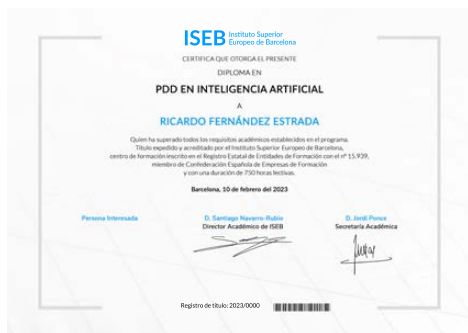 ISEB Instituto Superior
Europeo de Barcelona
CERTIFICA QUE OTORGA EL PRESENTE
DIPLOMA EN
PDD EN INTELIGENCIA ARTIFICIAL
A
RICARDO FERNÁNDEZ ESTRADA
Quien ha superado todos los requisitos académicos establecidos en el programa.
Título expedido y acreditado por el Instituto Superior Europeo de Barcelona,
centro de formación inscrito en el Registro Estatal de Entidades de Formación con el nº 15.939,
miembro de Confederación Española de Empresas de Formación
y con una duración de 750 horas lectivas.
Barcelona, 10 de febrero del 2023
Persona Interesada
D. Santiago Navarro-Rubio
Director Académico de ISEB
D. Jordi Ponce
Secretaría Académica
Registro de título: 2023/0000